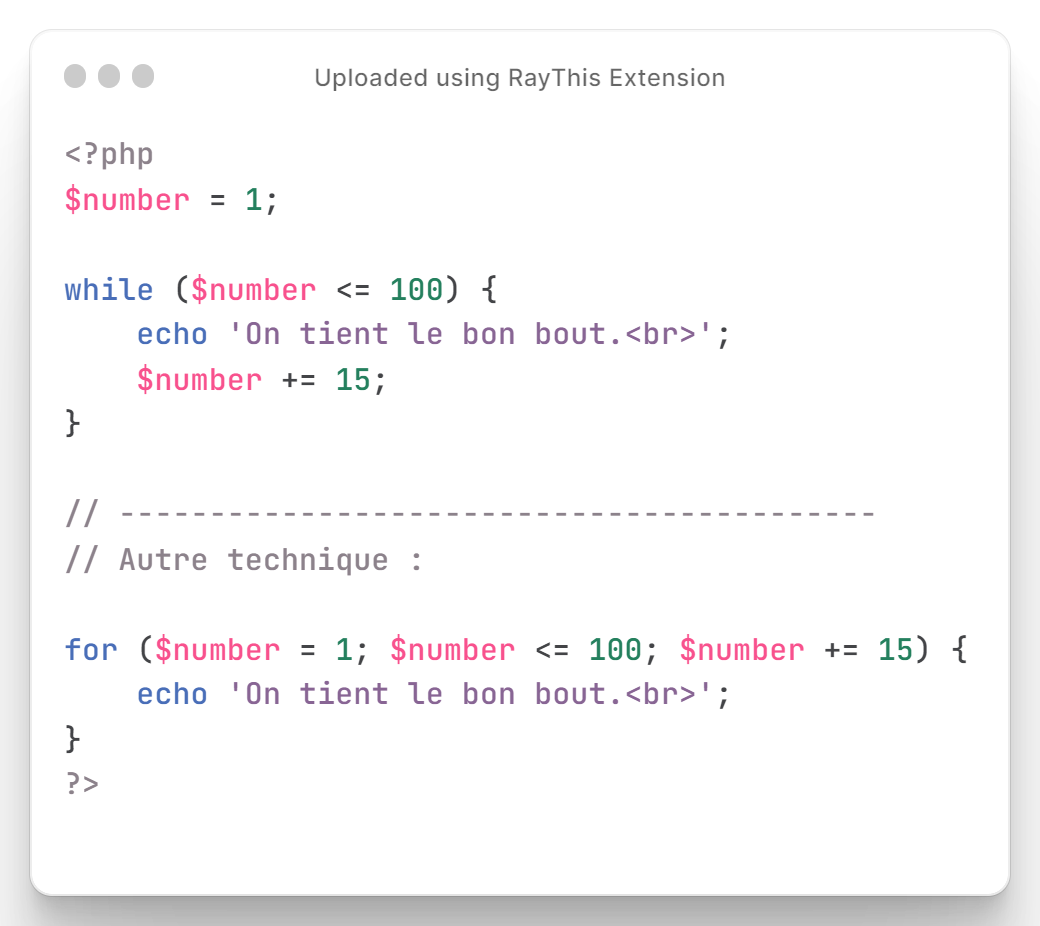 Uploaded using RayThis Extension
<?php
$number = 1;
while ($number <= 100) {
    echo 'On tient le bon bout.<br>';
    $number += 15;
}
// ------------------------------------------
// Autre technique :
for ($number = 1; $number <= 100; $number += 15) {
    echo 'On tient le bon bout.<br>';
}
?>